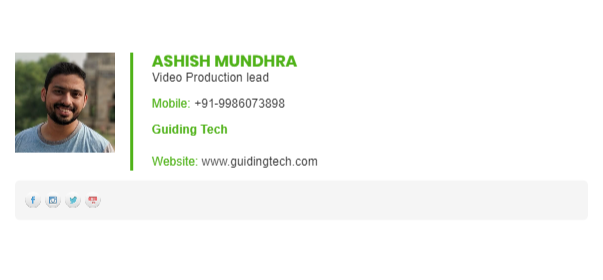 ASHISH MUNDHRA
Video Production lead
Mobile: +91-9986073898
Guiding Tech
Website: www.guidingtech.com